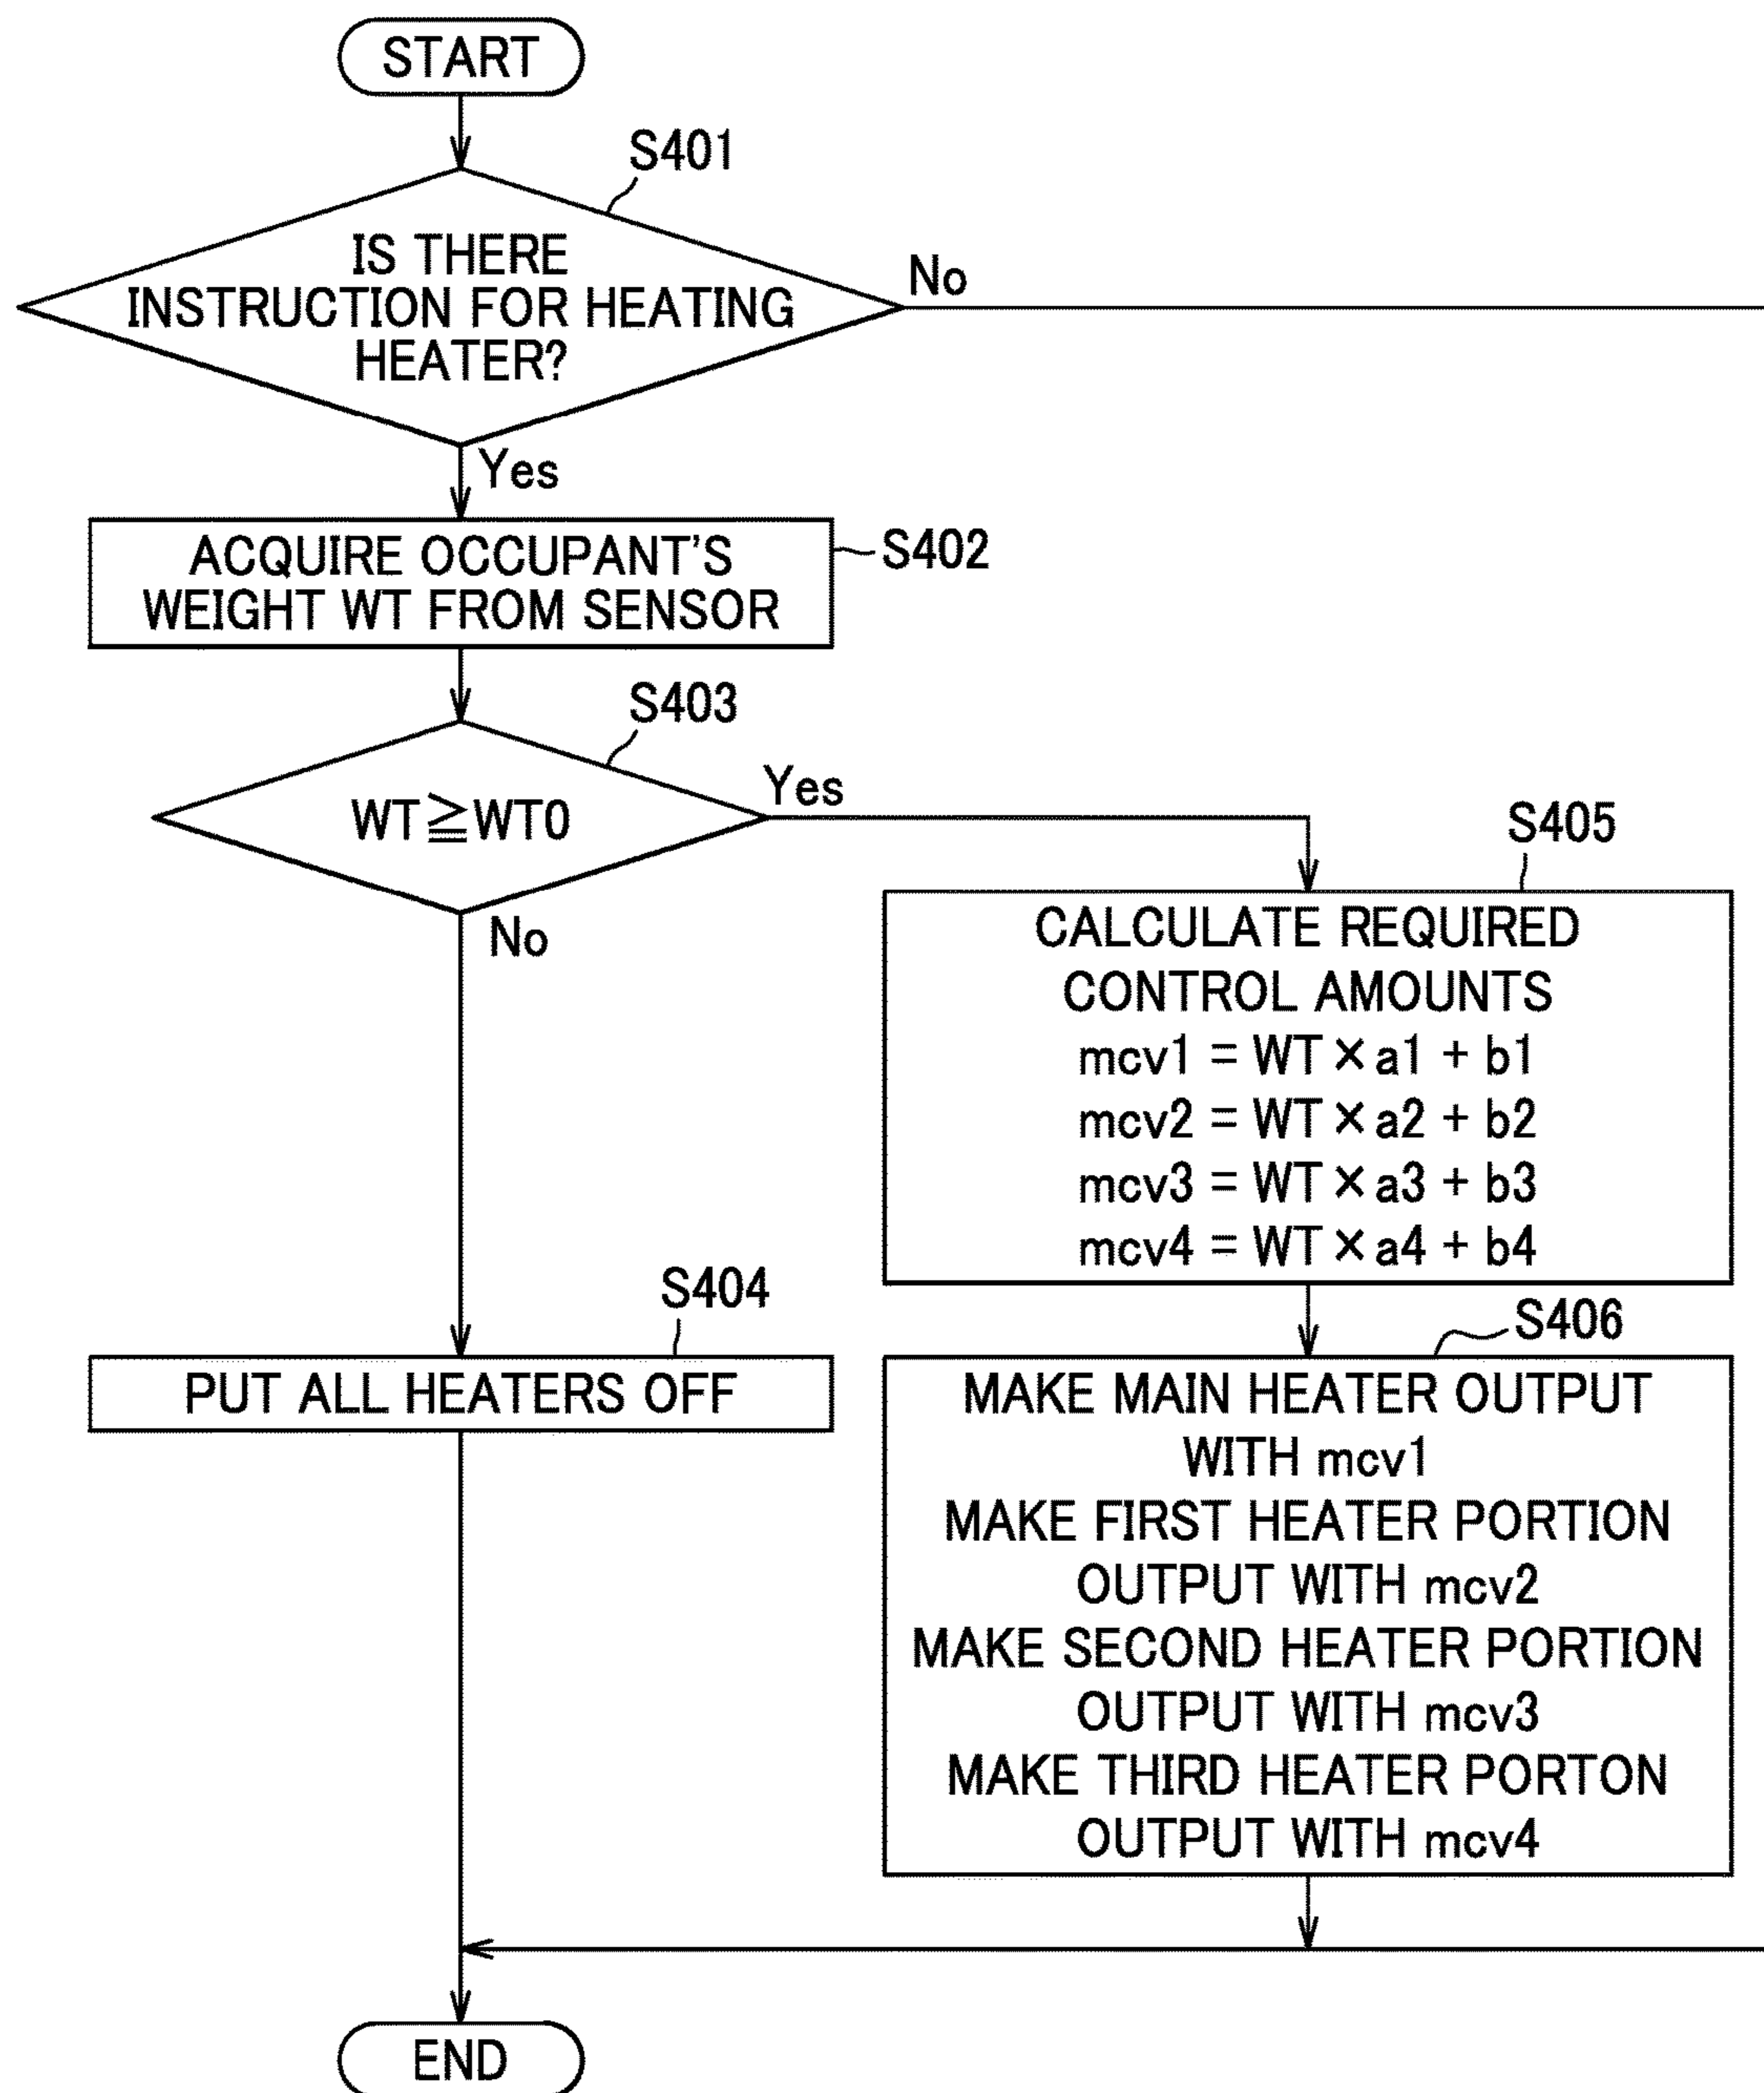 START
S401
IS THERE
INSTRUCTION FOR HEATING
HEATER?
No
Yes
ACQUIRE OCCUPANT'S
WEIGHT WT FROM SENSOR
S402
S403
WT≧WT0
Yes
No
S405
CALCULATE REQUIRED
CONTROL AMOUNTS
mcv1 = WT × a1 + b1
mcv2 = WT × a2 + b2
mcv3 = WT × a3 + b3
mcv4 = WT × a4 + b4
S404
PUT ALL HEATERS OFF
S406
MAKE MAIN HEATER OUTPUT
WITH mcv1
MAKE FIRST HEATER PORTION
OUTPUT WITH mcv2
MAKE SECOND HEATER PORTION
OUTPUT WITH mcv3
MAKE THIRD HEATER PORTON
OUTPUT WITH mcv4
END